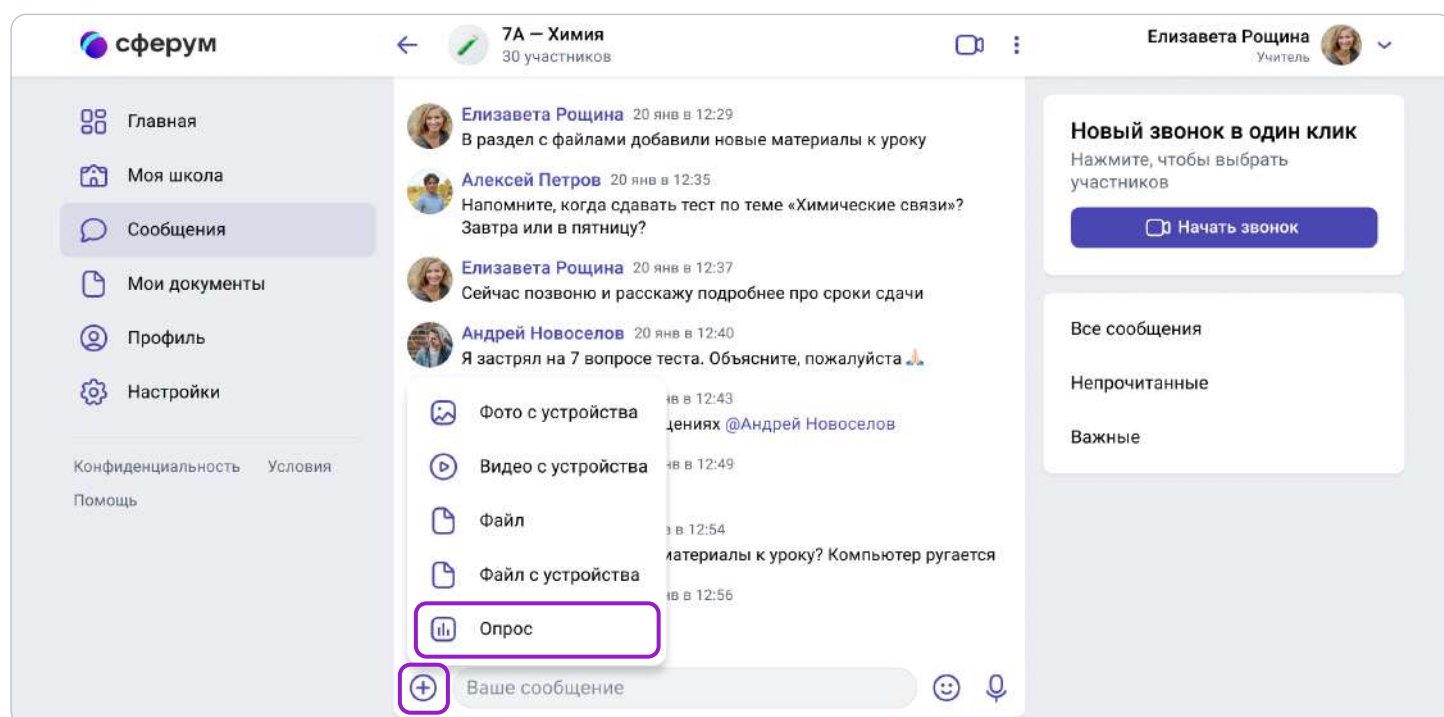 сферум
7А — Химия
30 участников
Елизавета Рощина
Учитель
Главная
Моя школа
Сообщения
Мои документы
Профиль
Настройки
Конфиденциальность Условия
Помощь
Елизавета Рощина 20 янв в 12:29
В раздел с файлами добавили новые материалы к уроку
Алексей Петров 20 янв в 12:35
Напомните, когда сдавать тест по теме «Химические связи»?
Завтра или в пятницу?
Елизавета Рощина 20 янв в 12:37
Сейчас позвоню и расскажу подробнее про сроки сдачи
Андрей Новоселов 20 янв в 12:40
Я застрял на 7 вопросе теста. Объясните, пожалуйста
в 12:43
@Андрей Новоселов
в 12:49
в 12:54
материалы к уроку? Компьютер ругается
в 12:56
Фото с устройства
Видео с устройства
Файл
Файл с устройства
Опрос
Ваше сообщение
Новый звонок в один клик
Нажмите, чтобы выбрать
участников
Начать звонок
Все сообщения
Непрочитанные
Важные